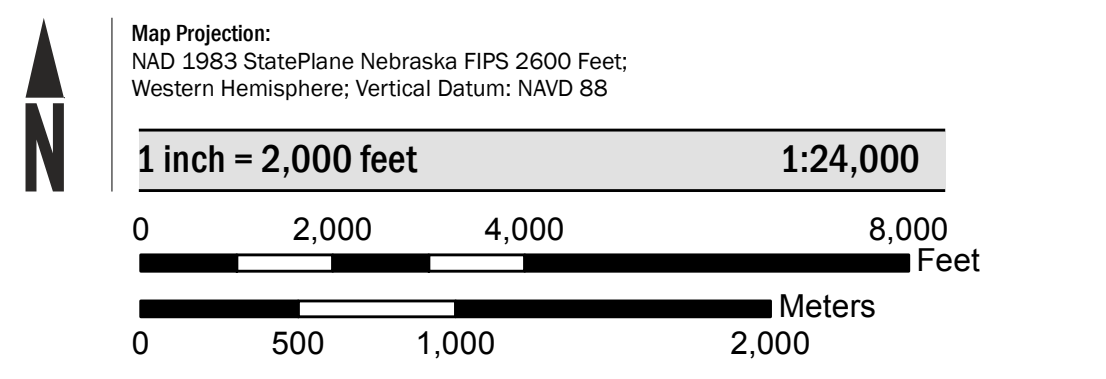 N
Map Projection:
NAD 1983 StatePlane Nebraska FIPS 2600 Feet;
Western Hemisphere; Vertical Datum: NAVD 88
1 inch = 2,000 feet 1:24,000
0 2,000 4,000 8,000
Feet
Meters
0 500 1,000 2,000